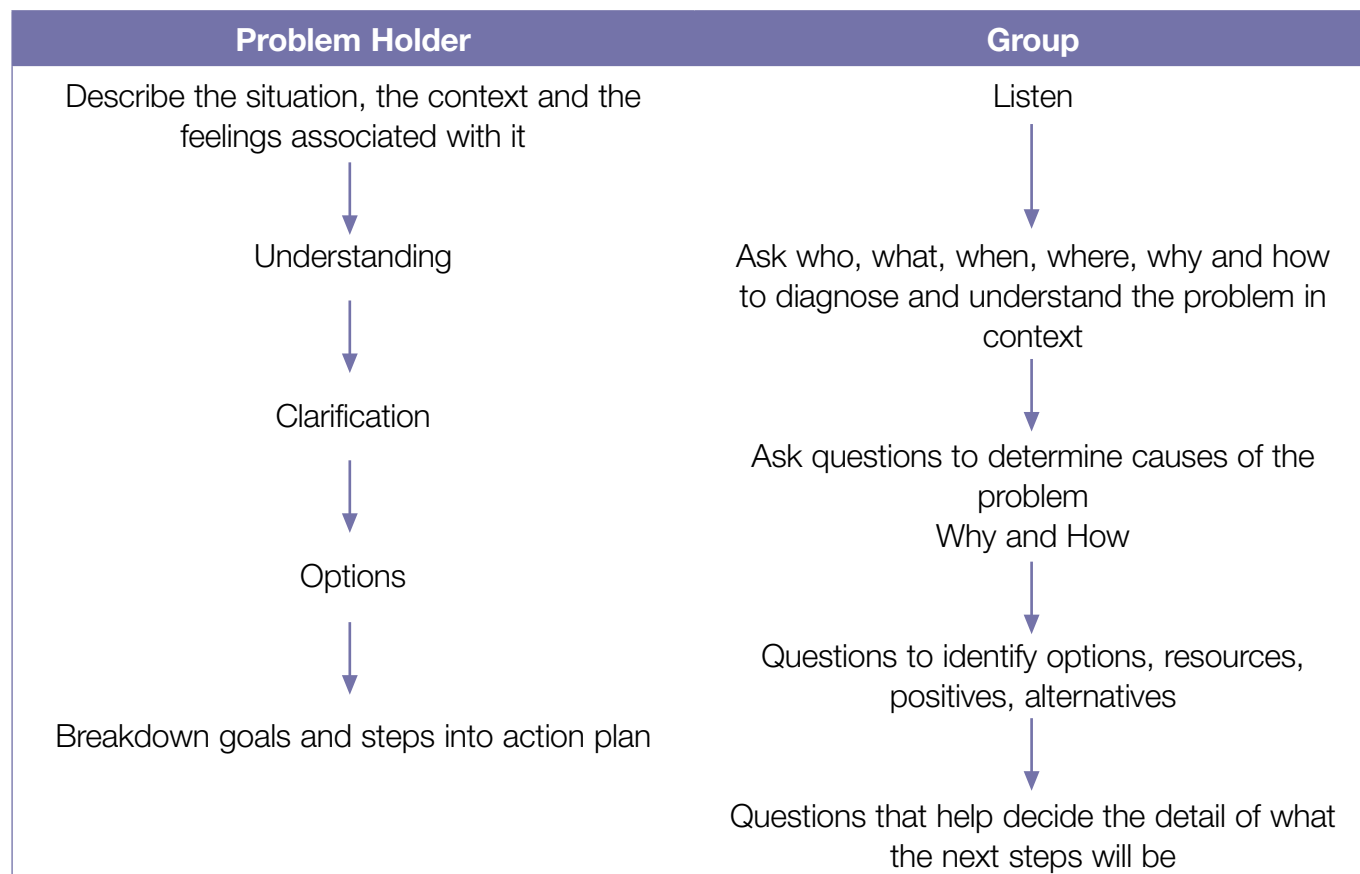 Problem Holder
Describe the situation, the context and the
feelings associated with it
Understanding
Clarification
Options
Breakdown goals and steps into action plan
Group
Listen
Ask who, what, when, where, why and how
to diagnose and understand the problem in
context
Ask questions to determine causes of the
problem
Why and How
Questions to identify options, resources,
positives, alternatives
Questions that help decide the detail of what
the next steps will be